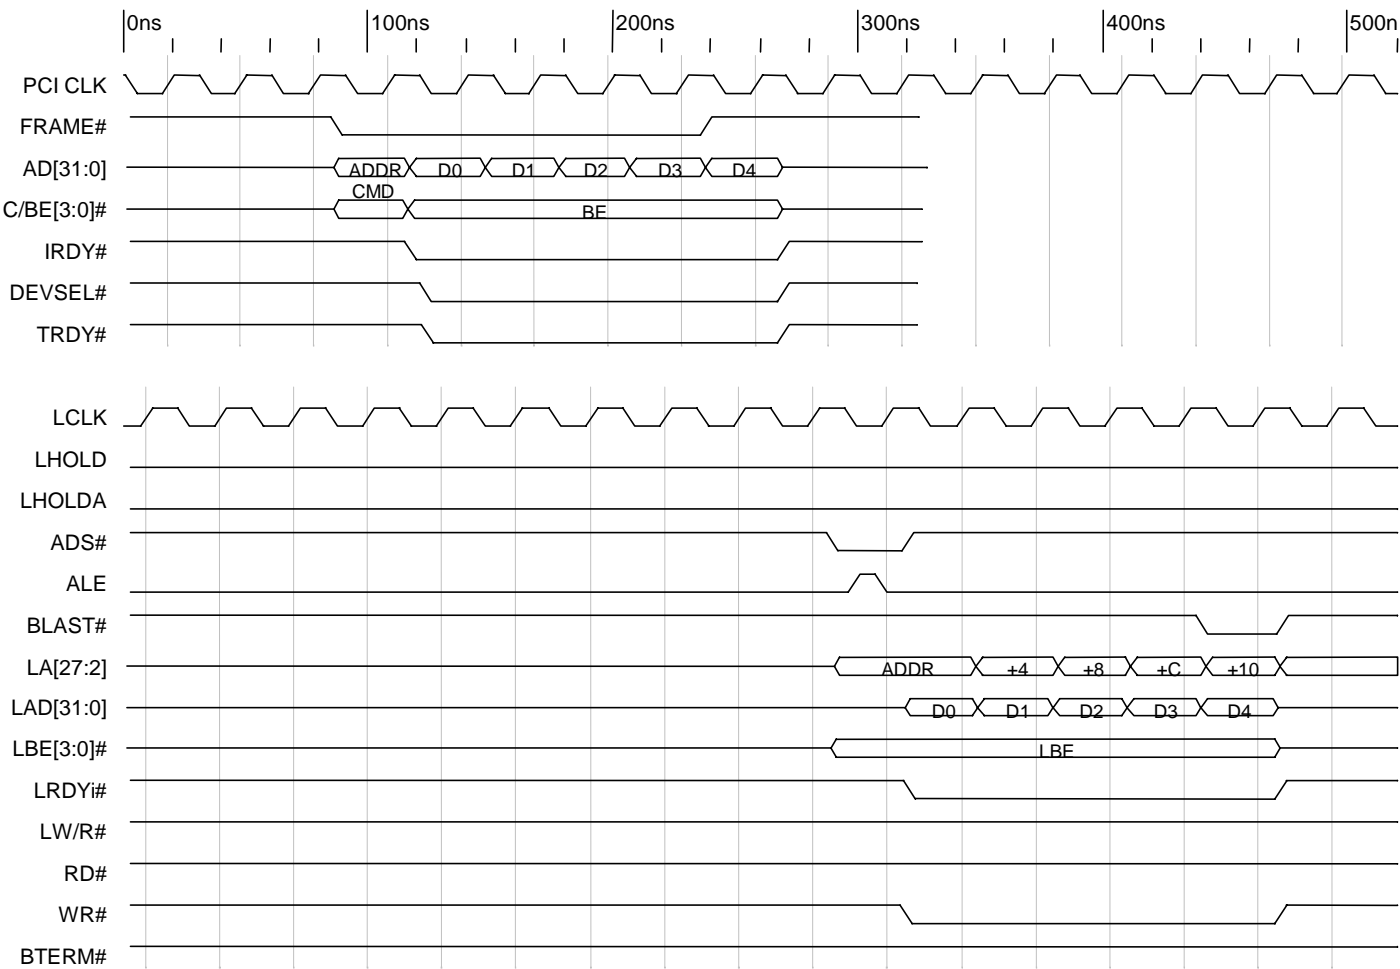 0ns 100ns 200ns 300ns 400ns 500n
PCI CLK
FRAME#
AD[31:0] ADDR D0 D1 D2 D3 D4
CMD
C/BE[3:0]# BE
IRDY#
DEVSEL#
TRDY#
LCLK
LHOLD
LHOLDA
ADS#
ALE
BLAST#
LA[27:2] ADDR +4 +8 +C +10
LAD[31:0] D0 D1 D2 D3 D4
LBE[3:0]# LBE
LRDYi#
LW/R#
RD#
WR#
BTERM#